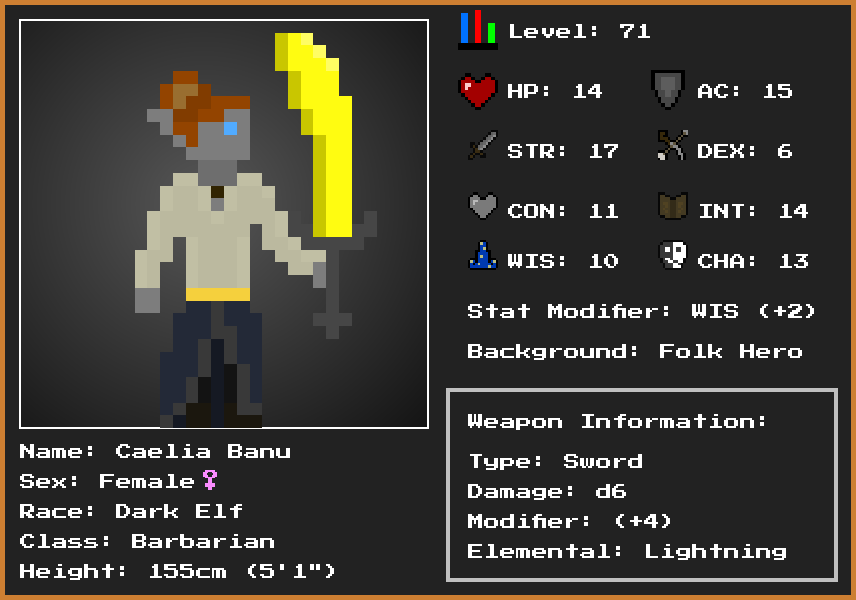 Level: 71
HP: 14
AC: 15
STR: 17
DEX: 6
CON: 11
INT: 14
WIS: 10
CHA: 13
Stat Modifier: WIS (+2)
Background: Folk Hero
Name: Caelia Banu
Sex: Female♀
Race: Dark Elf
Class: Barbarian
Height: 155cm (5'1")
Weapon Information:
Type: Sword
Damage: d6
Modifier: (+4)
Elemental: Lightning